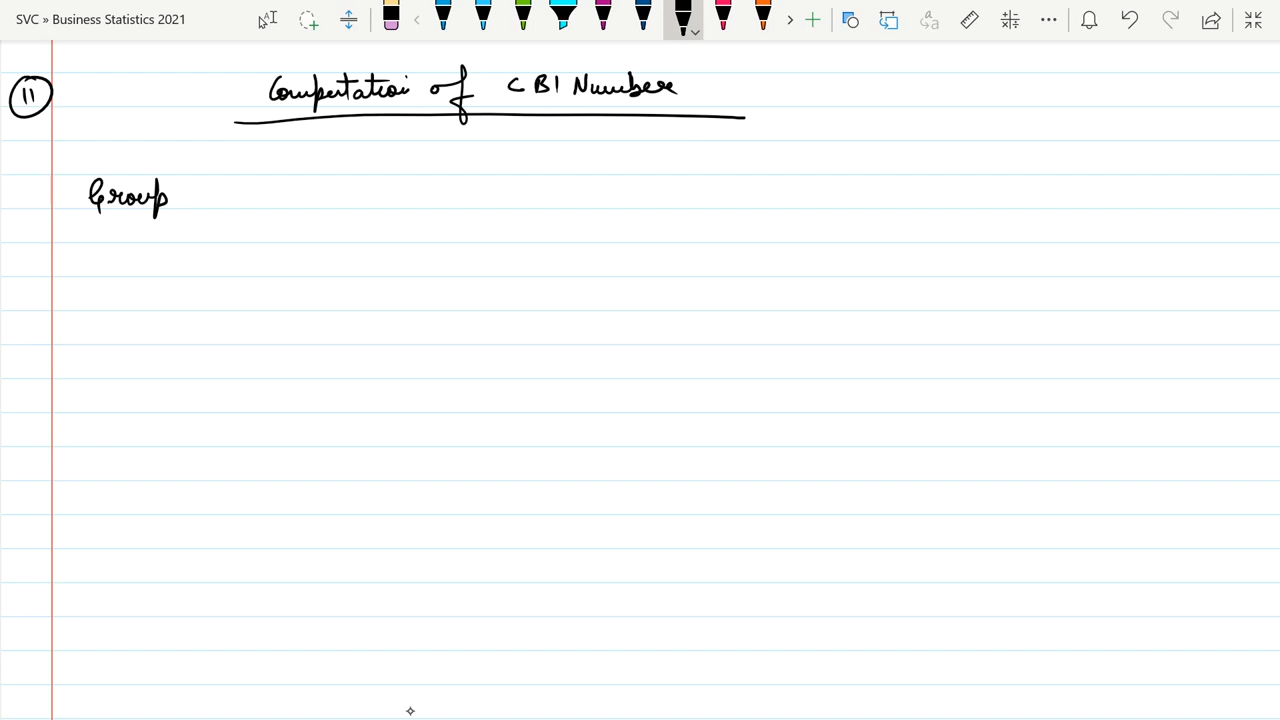 SVC » Business Statistics 2021
11 Computation of CBI Numbers
Group